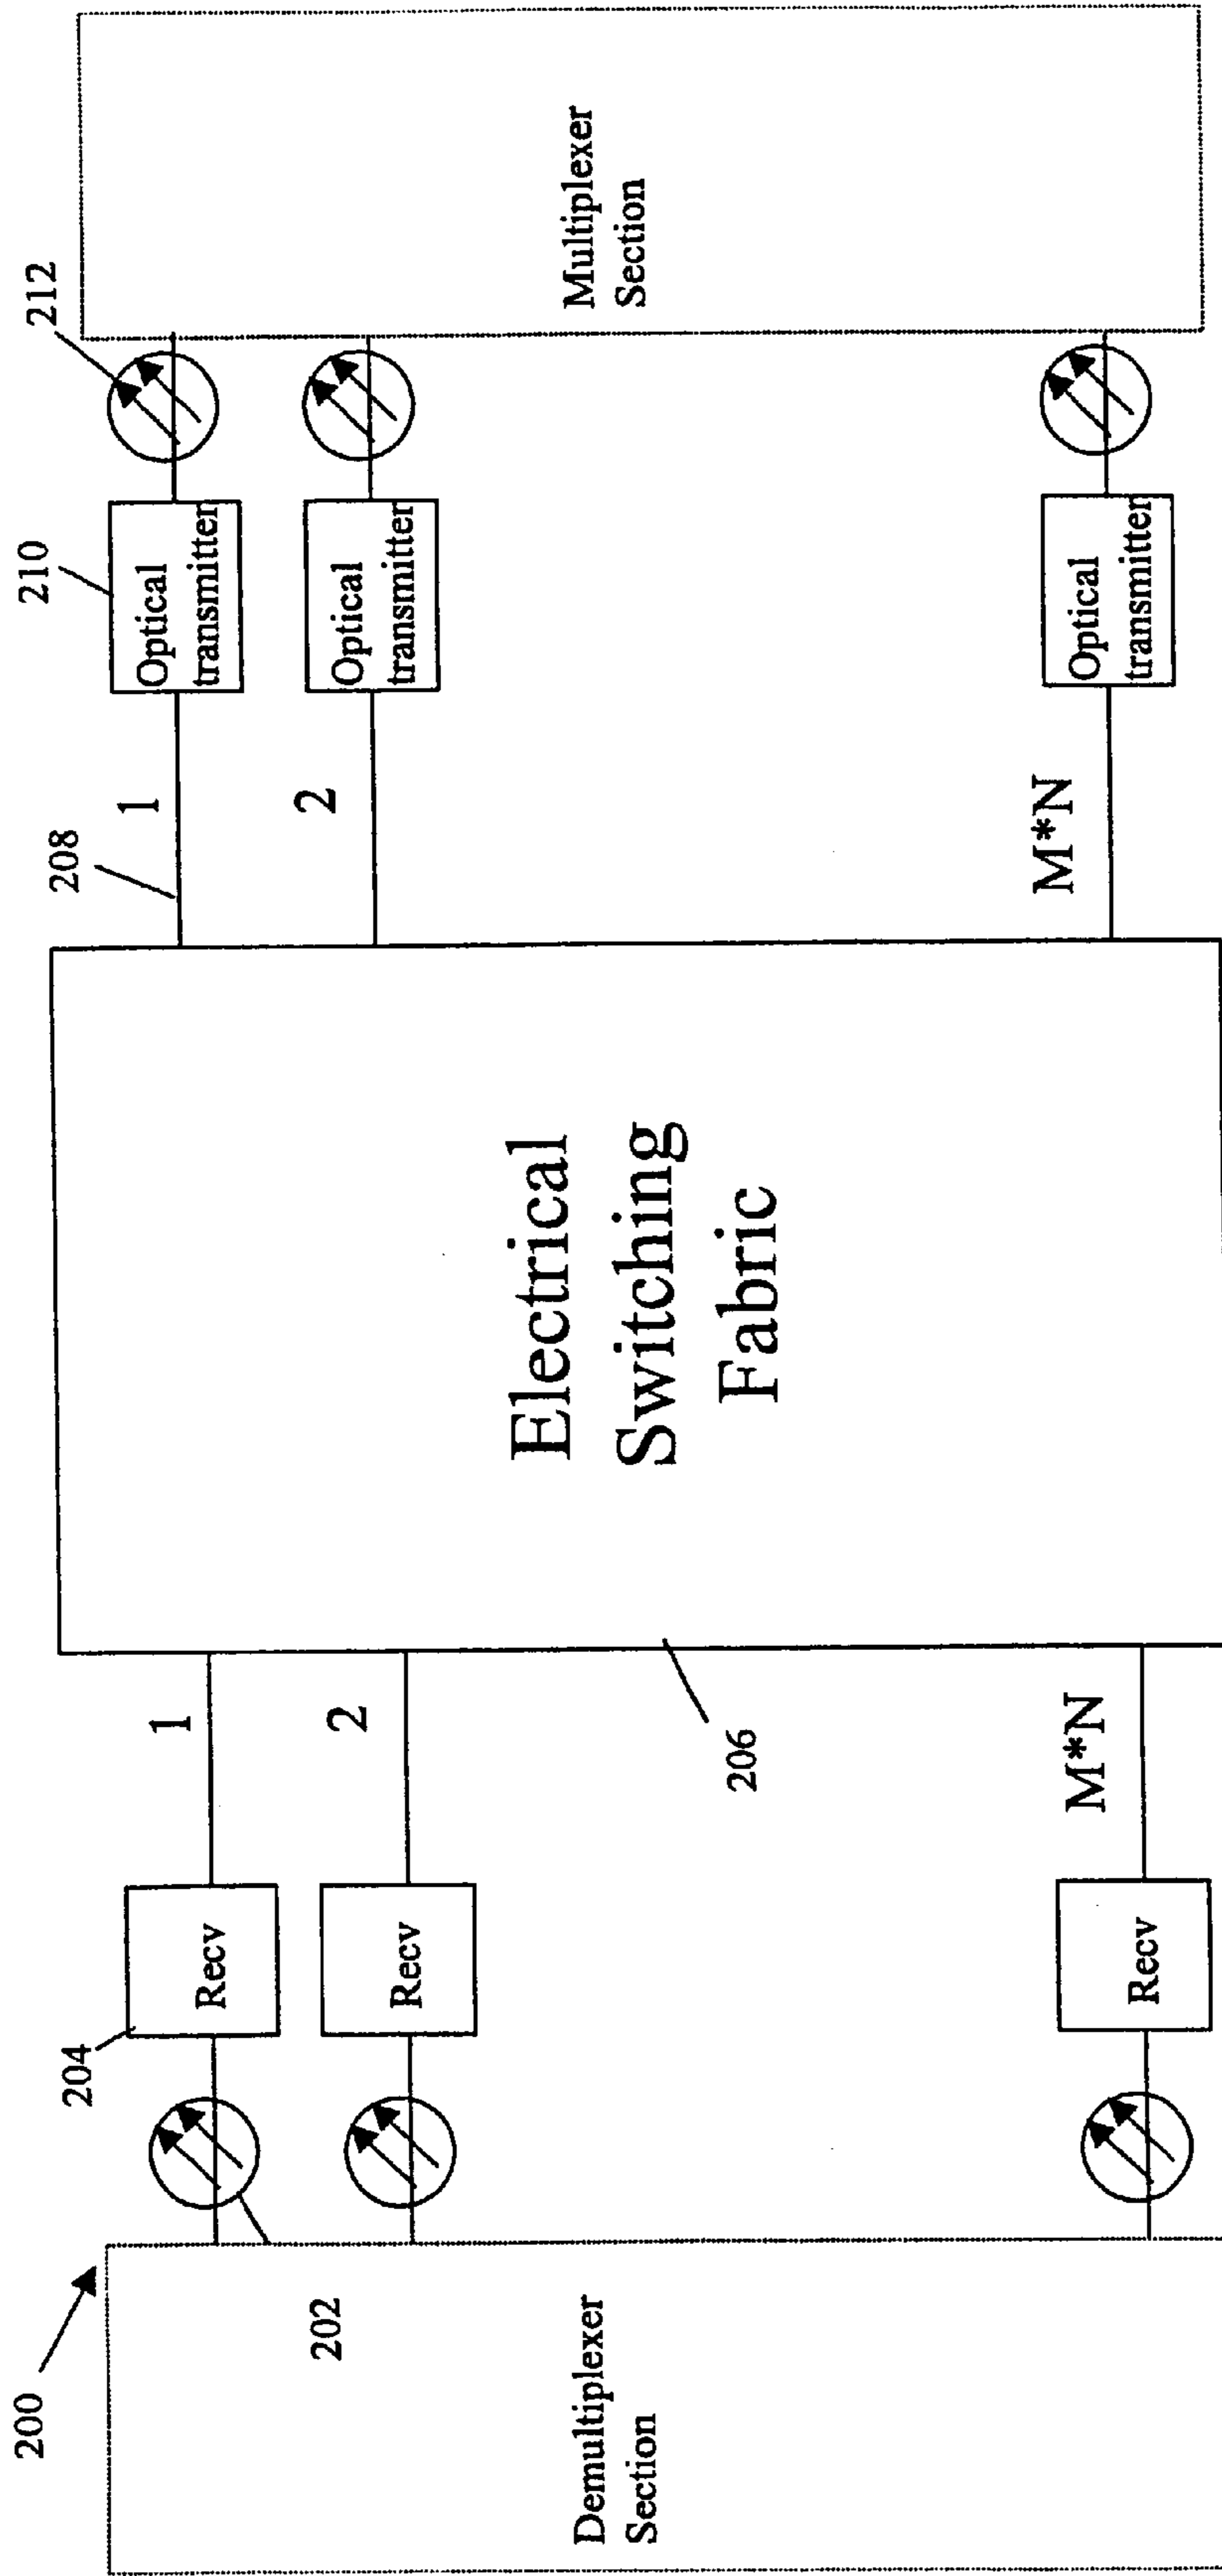 200
Demultiplexer
Section
202
204
Recv
Recv
Recv
1
2
M*N
206
Electrical
Switching
Fabric
208
1
2
M*N
210
Optical
transmitter
Optical
transmitter
Optical
transmitter
212
Multiplexer
Section